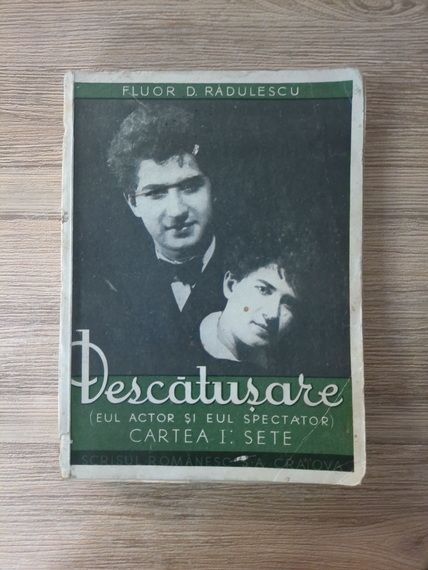 FLUOR D. RĂDULESCU
Descătușare
(EUL ACTOR ȘI EUL SPECTATOR)
CARTEA I: SETE
SCRISUL ROMÂNESC S.A. CRAIOVA